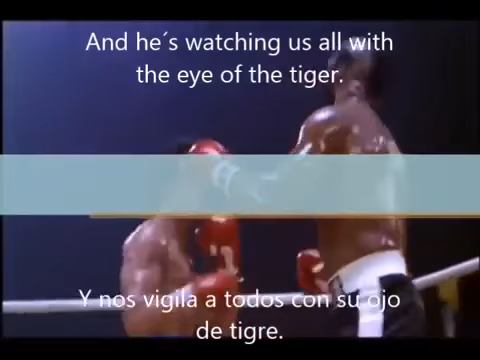 And he´s watching us all with
the eye of the tiger.
Y nos vigila a todos con su ojo
de tigre.